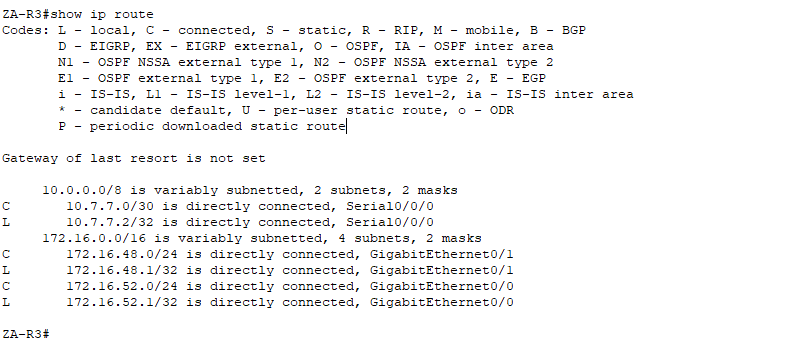 ZA-R3#show ip route
Codes: L - local, C - connected, S - static, R - RIP, M - mobile, B - BGP
       D - EIGRP, EX - EIGRP external, O - OSPF, IA - OSPF inter area
       N1 - OSPF NSSA external type 1, N2 - OSPF NSSA external type 2
       E1 - OSPF external type 1, E2 - OSPF external type 2, E - EGP
       i - IS-IS, L1 - IS-IS level-1, L2 - IS-IS level-2, ia - IS-IS inter area
       * - candidate default, U - per-user static route, o - ODR
       P - periodic downloaded static route

Gateway of last resort is not set

     10.0.0.0/8 is variably subnetted, 2 subnets, 2 masks
C       10.7.7.0/30 is directly connected, Serial0/0/0
L       10.7.7.2/32 is directly connected, Serial0/0/0
     172.16.0.0/16 is variably subnetted, 4 subnets, 2 masks
C       172.16.48.0/24 is directly connected, GigabitEthernet0/1
L       172.16.48.1/32 is directly connected, GigabitEthernet0/1
C       172.16.52.0/24 is directly connected, GigabitEthernet0/0
L       172.16.52.1/32 is directly connected, GigabitEthernet0/0

ZA-R3#